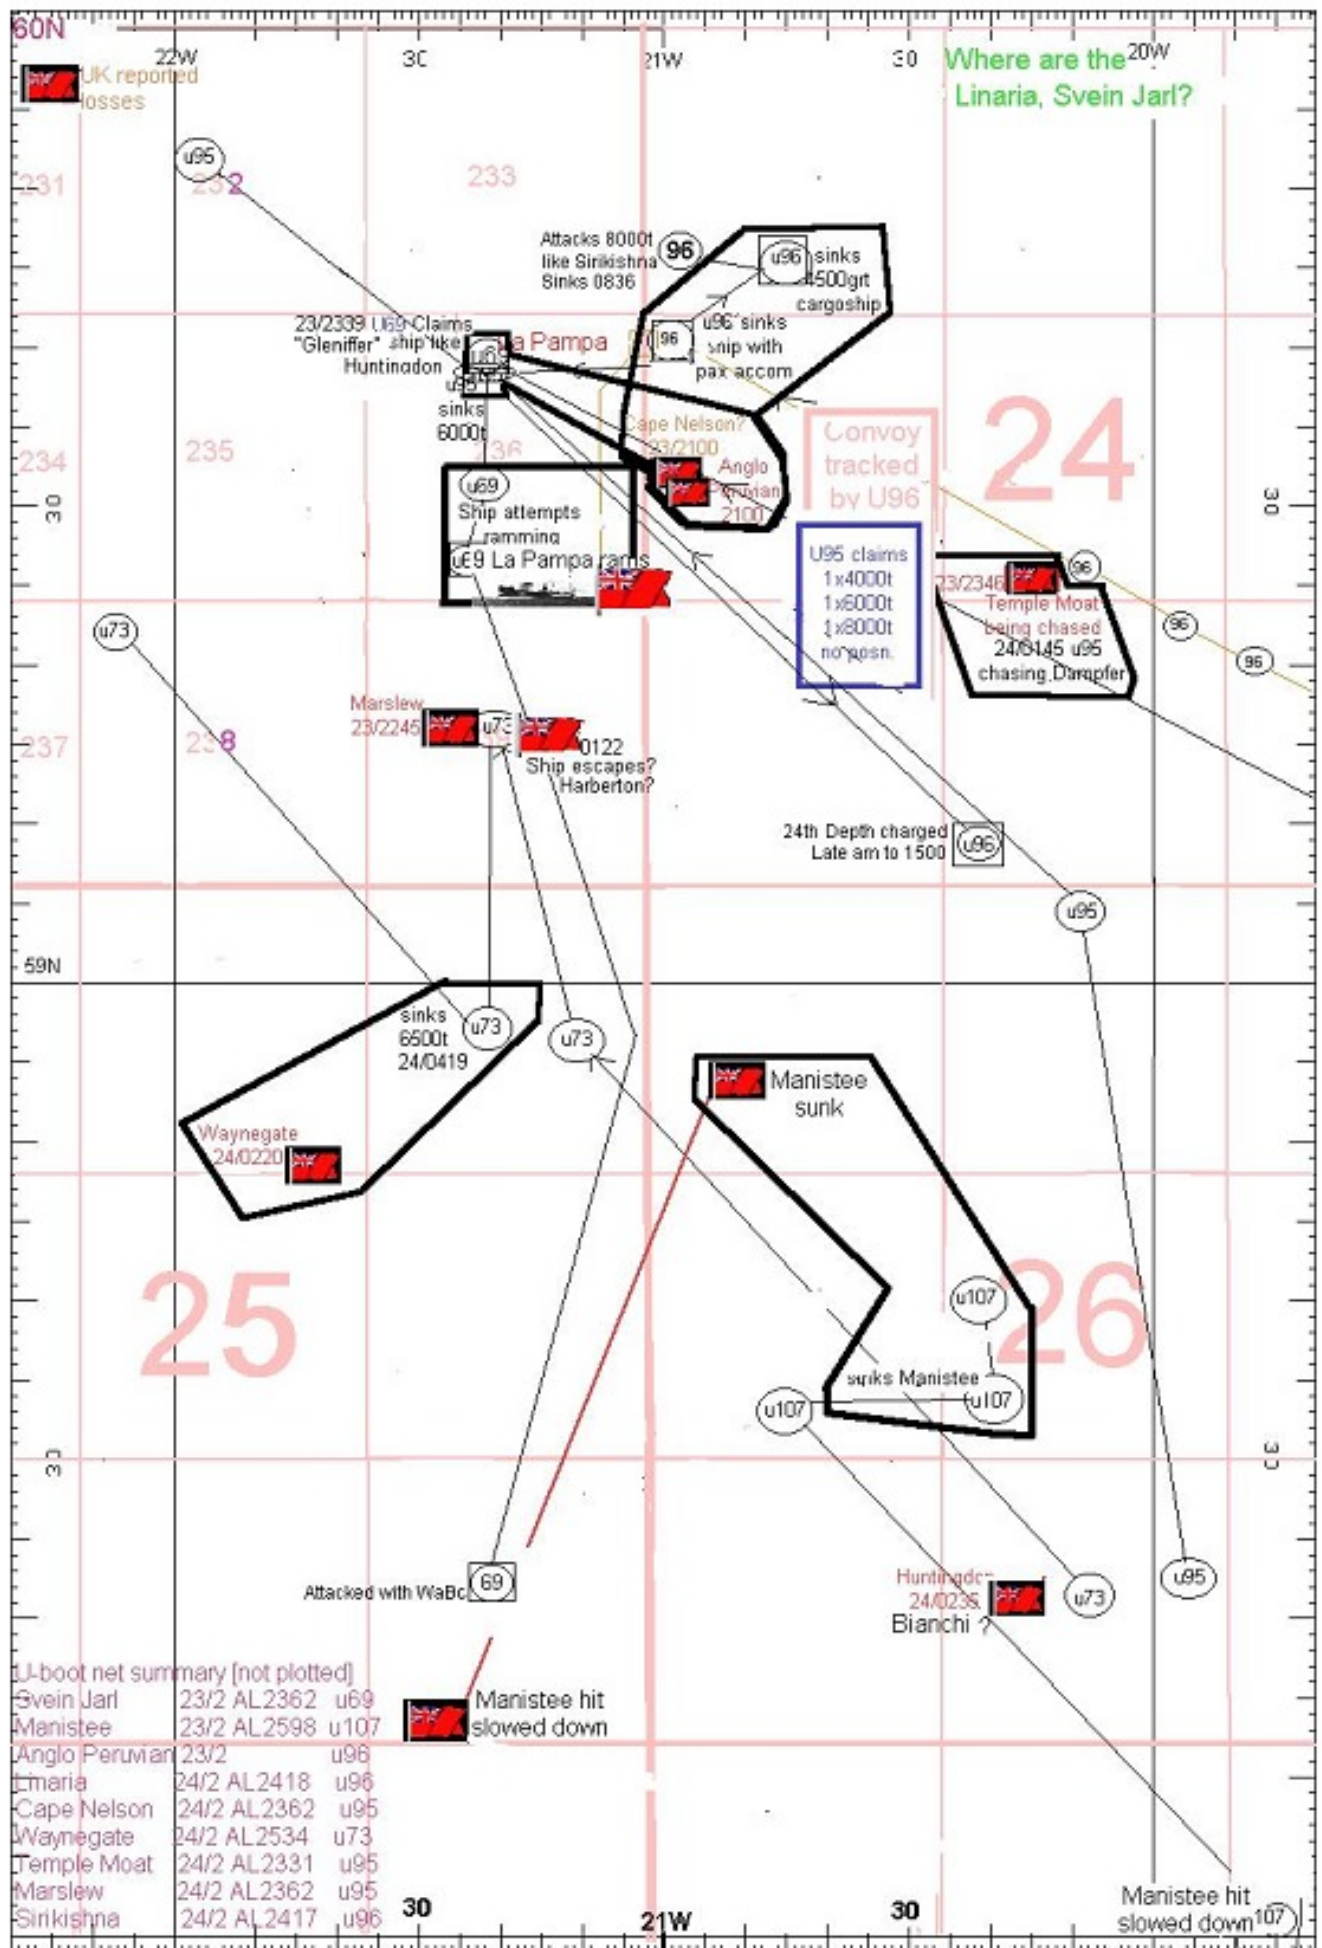 60N
22W
30
21W
30
20W
Where are the
Linaria, Svein Jarl?
UK reported
losses
u95
231
232
233
Attacks 8000t
like Sirikishna
Sinks 0836
96
u96
sinks
4500grt
cargoship
23/2339 U69 Claims
"Gleniffer" ship like
Huntingdon
u69
La Pampa
96
u96 sinks
ship with
pax accom
u95
sinks
6000t
Cape Nelson?
23/2100
Convoy
tracked
by U96
24
234
235
236
u69
Anglo
Peruvian
2100
30
30
Ship attempts
ramming
u69 La Pampa rams
U95 claims
1x4000t
1x6000t
1x8000t
no posn.
96
23/2346
Temple Moat
being chased
24/0145 u95
chasing Dampfer
96
96
u73
Marslew
23/2245
u73
0122
Ship escapes?
Harberton?
237
238
24th Depth charged
Late am to 1500
u96
u95
59N
sinks
6500t
24/0419
u73
u73
Manistee
sunk
Waynegate
24/0220
25
26
u107
sinks Manistee
u107
u107
30
30
Attacked with WaBo
69
Huntingdon
24/0235
Bianchi ?
u73
u95
U-boot net summary [not plotted]
Svein Jarl 23/2 AL2362 u69
Manistee 23/2 AL2598 u107
Anglo Peruvian 23/2 u96
Linaria 24/2 AL2418 u96
Cape Nelson 24/2 AL2362 u95
Waynegate 24/2 AL2534 u73
Temple Moat 24/2 AL2331 u95
Marslew 24/2 AL2362 u95
Sirikishna 24/2 AL2417 u96
Manistee hit
slowed down
30
21W
30
Manistee hit
slowed down
107